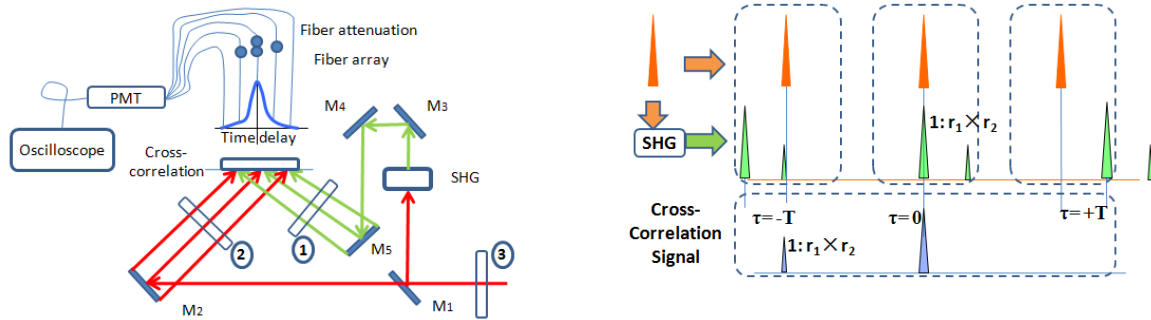 Fiber attenuation
Fiber array
PMT
Oscilloscope
Time delay
Cross-
correlation
M4
M3
SHG
M5
1
2
3
M2
M1
SHG
1: r1×r2
τ=-T
τ=0
τ=+T
Cross-
Correlation
Signal
1: r1×r2